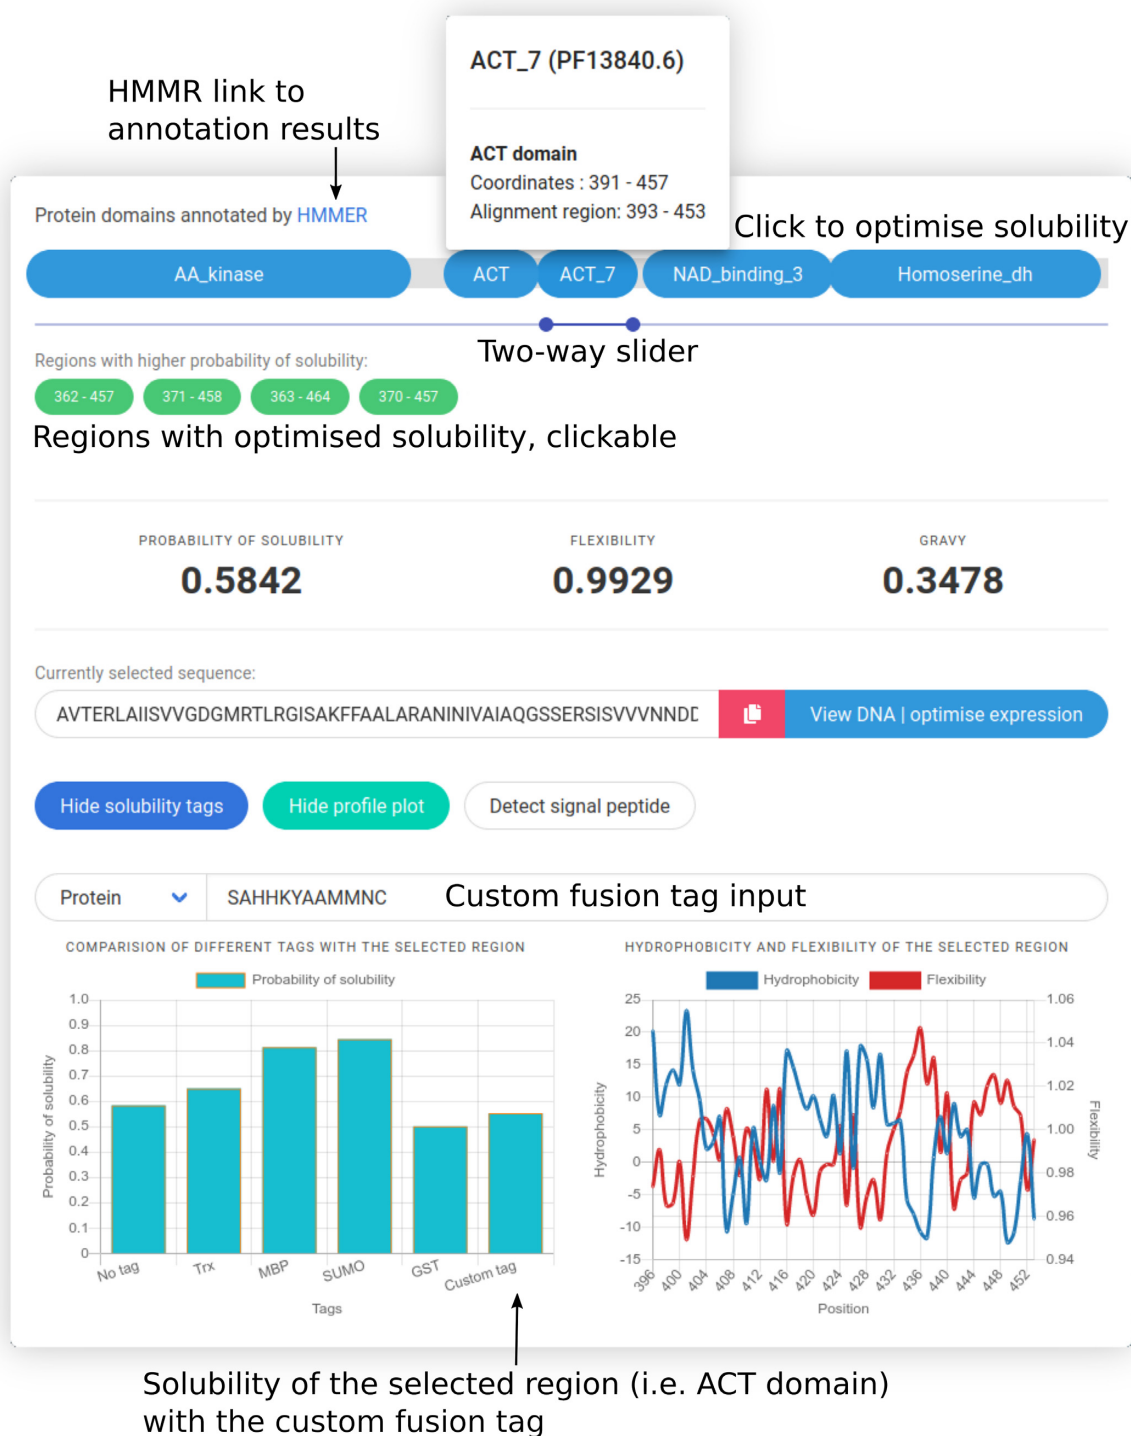 ACT_7 (PF13840.6)
HMMR link to
annotation results
ACT domain
Coordinates : 391 - 457
Alignment region: 393 - 453
Protein domains annotated by HMMER
Click to optimise solubility
AA_kinase
ACT
ACT_7
NAD_binding_3
Homoserine_dh
Two-way slider
Regions with higher probability of solubility:
362 - 457
371 - 458
363 - 464
370 - 457
Regions with optimised solubility, clickable
PROBABILITY OF SOLUBILITY
FLEXIBILITY
GRAVY
0.5842
0.9929
0.3478
Currently selected sequence:
AVTERLAIISVVGDGMRTLRGISAKFFAALARANINIVAIAQGSSERSISVVVNNDD
View DNA | optimise expression
Hide solubility tags
Hide profile plot
Detect signal peptide
Protein
SAHHKYAAMMNC
Custom fusion tag input
COMPARISION OF DIFFERENT TAGS WITH THE SELECTED REGION
Probability of solubility
1.0
0.9
0.8
0.7
0.6
0.5
0.4
0.3
0.2
0.1
0
Probability of solubility
No tag
Trx
MBP
SUMO
GST
Custom tag
Tags
HYDROPHOBICITY AND FLEXIBILITY OF THE SELECTED REGION
Hydrophobicity
Flexibility
25
20
15
10
5
0
-5
-10
-15
Hydrophobicity
1.06
1.04
1.02
1.00
0.98
0.96
0.94
Flexibility
396
400
404
408
412
416
420
424
428
432
436
440
444
448
452
Position
Solubility of the selected region (i.e. ACT domain)
with the custom fusion tag